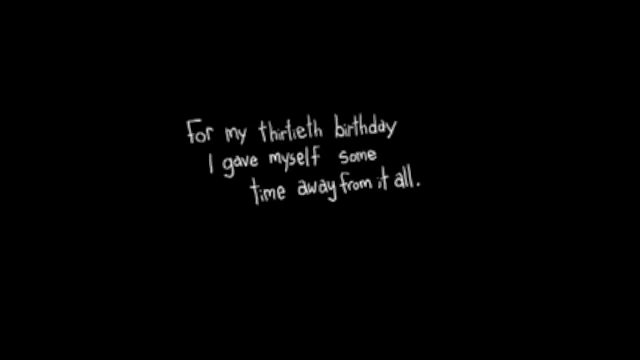 For my thirtieth birthday
I gave myself some
time away from it all.